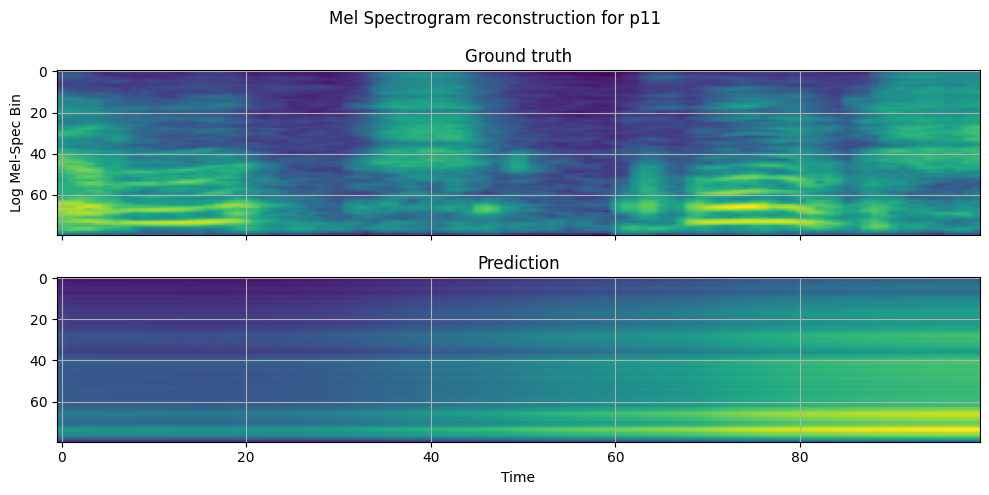 Mel Spectrogram reconstruction for p11
Ground truth
0
20
40
60
Log Mel-Spec Bin
Prediction
0
20
40
60
0 20 40 60 80
Time